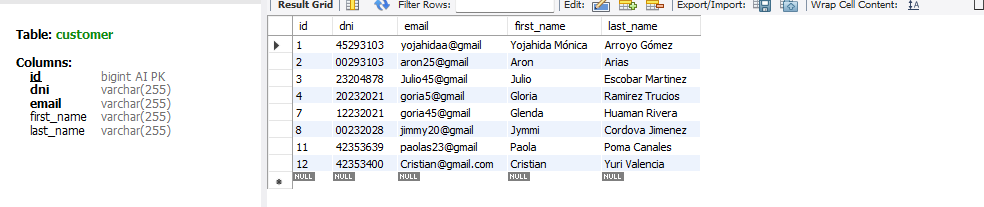 Result Grid Filter Rows: Edit: Export/Import: Wrap Cell Content:
Table: customer
Columns:
id bigint AI PK
dni varchar(255)
email varchar(255)
first_name varchar(255)
last_name varchar(255)
id dni email first_name last_name
1 45293103 yojahidaa@gmail Yojahida Mónica Arroyo Gómez
2 00293103 aron25@gmail Aron Arias
3 23204878 Julio45@gmail Julio Escobar Martinez
4 20232021 goria5@gmail Gloria Ramirez Trucios
7 12232021 goria45@gmail Glenda Huaman Rivera
8 00232028 jimmy20@gmail Jymmi Cordova Jimenez
11 42353639 paolas23@gmail Paola Poma Canales
12 42353400 Cristian@gmail.com Cristian Yuri Valencia
NULL NULL NULL NULL NULL